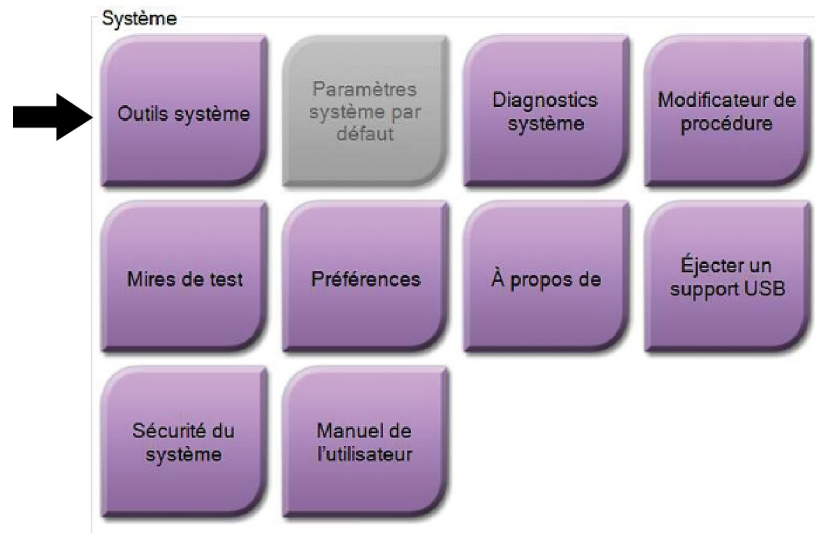 Système
Outils système
Paramètres
système par
défaut
Diagnostics
système
Modificateur de
procédure
Mires de test
Préférences
À propos de
Éjecter un
support USB
Sécurité du
système
Manuel de
l'utilisateur